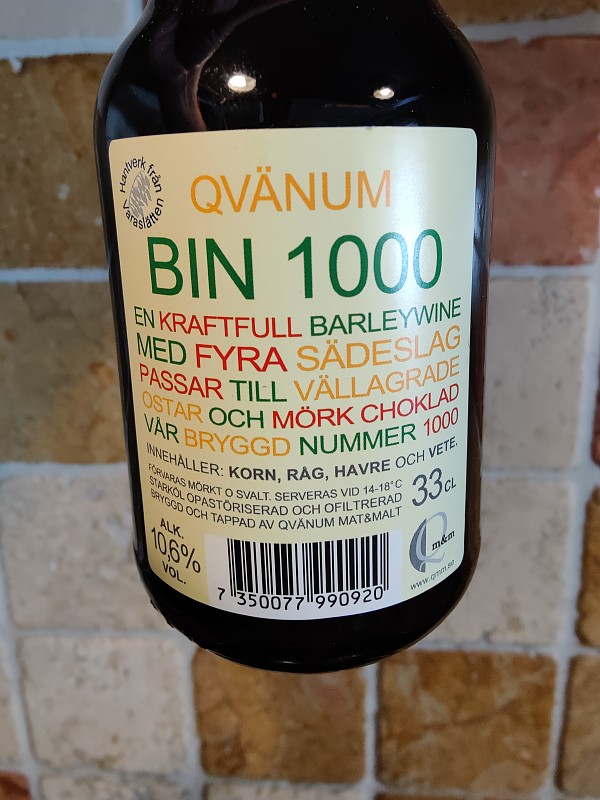 Hantverk från
Varaslätten
QVÄNUM
BIN 1000
EN KRAFTFULL BARLEYWINE
MED FYRA SÄDESLAG
PASSAR TILL VÄLLAGRADE
OSTAR OCH MÖRK CHOKLAD
VÅR BRYGGD NUMMER 1000
INNEHÅLLER: KORN, RÅG, HAVRE OCH VETE.
FÖRVARAS MÖRKT O SVALT. SERVERAS VID 14-18°C
STARKÖL OPASTÖRISERAD OCH OFILTRERAD
BRYGGD OCH TAPPAD AV QVÄNUM MAT&MALT
33 CL
ALK.
10,6%
VOL.
Q m&m
www.qmm.se
7 350077 990920